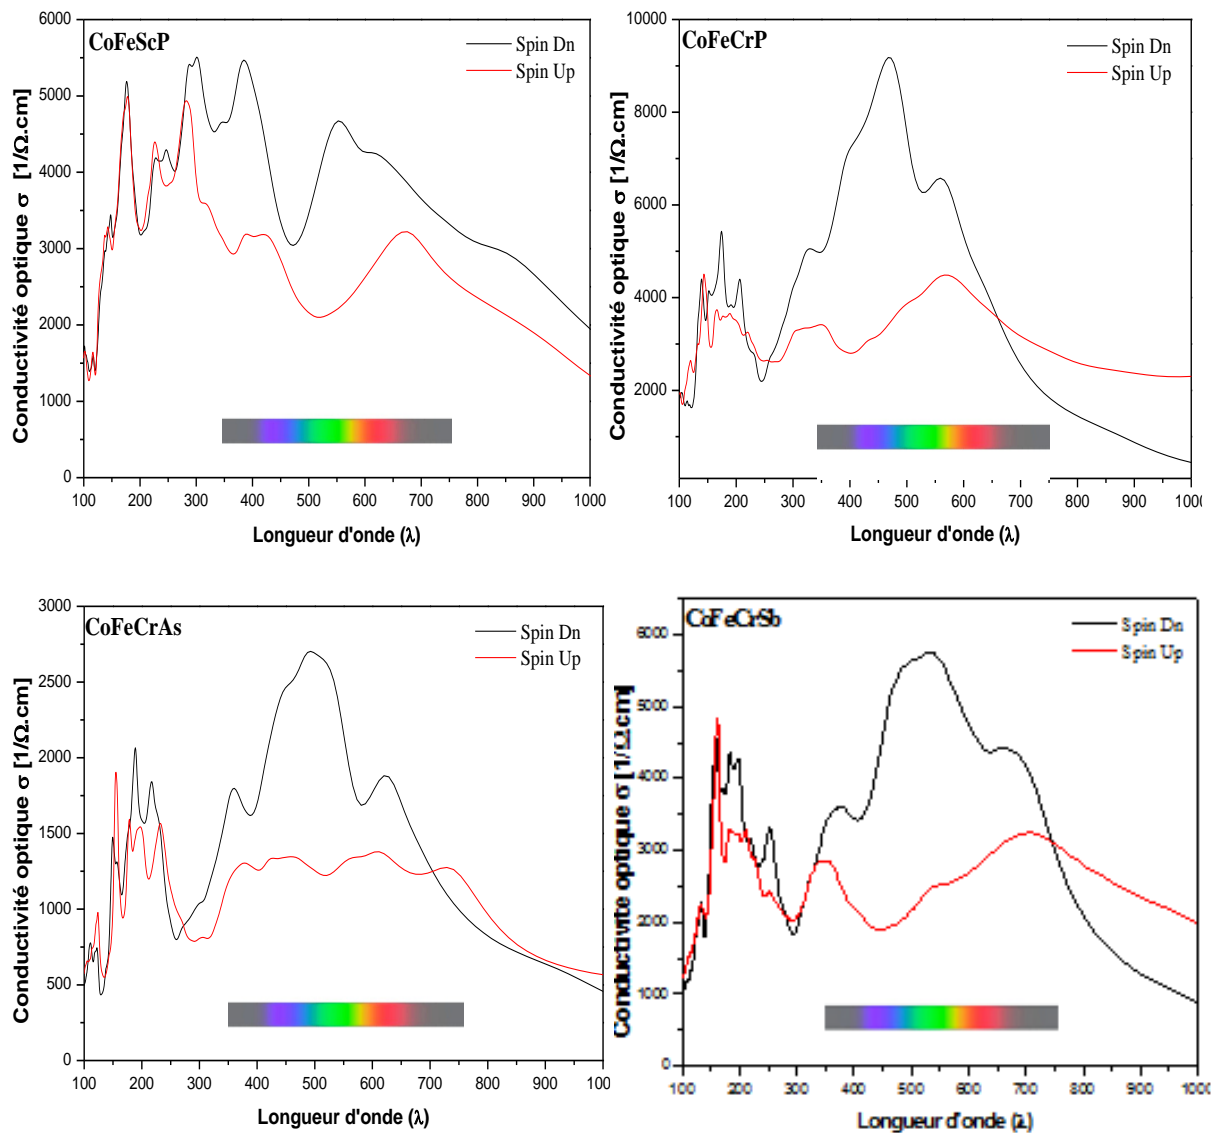 CoFeScP
Spin Dn
Spin Up
6000
5000
4000
3000
2000
1000
0
Conductivité optique σ [1/Ω.cm]
100 200 300 400 500 600 700 800 900 1000
Longueur d'onde (λ)
CoFeCrP
Spin Dn
Spin Up
10000
8000
6000
4000
2000
Conductivité optique σ [1/Ω.cm]
100 200 300 400 500 600 700 800 900 1000
Longueur d'onde (λ)
CoFeCrAs
Spin Dn
Spin Up
3000
2500
2000
1500
1000
500
0
Conductivité optique σ [1/Ω.cm]
100 200 300 400 500 600 700 800 900 1000
Longueur d'onde (λ)
CoFeCrSb
Spin Dn
Spin Up
6000
5000
4000
3000
2000
1000
0
Conductivité optique σ [1/Ω.cm]
100 200 300 400 500 600 700 800 900 1000
Longueur d'onde (λ)